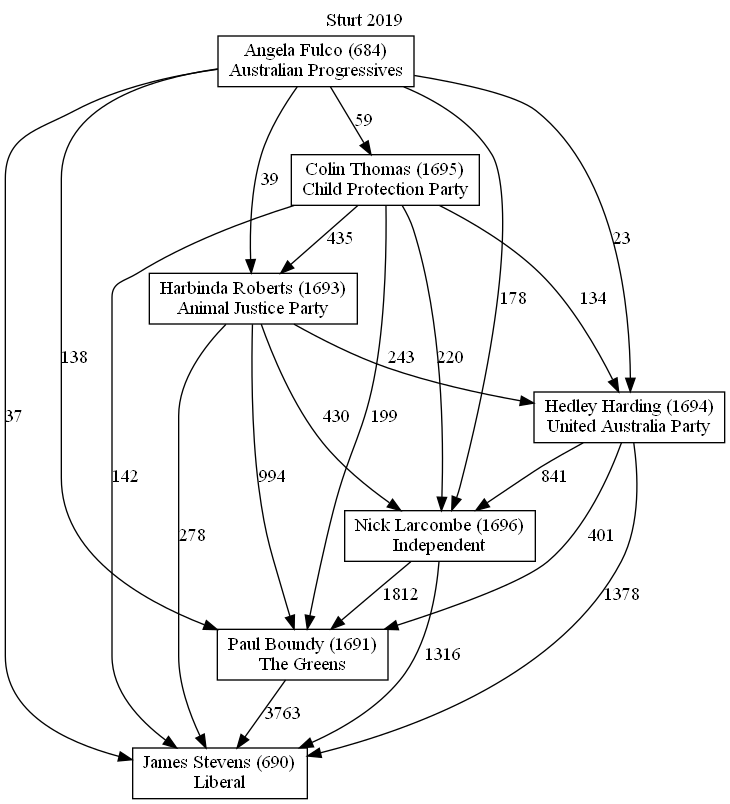 Sturt 2019
Angela Fulco (684)
Australian Progressives
59
Colin Thomas (1695)
Child Protection Party
39
23
435
Harbinda Roberts (1693)
Animal Justice Party
178
134
138
243
220
37
430
199
Hedley Harding (1694)
United Australia Party
142
994
841
Nick Larcombe (1696)
Independent
278
401
1812
1378
Paul Boundy (1691)
The Greens
1316
3763
James Stevens (690)
Liberal